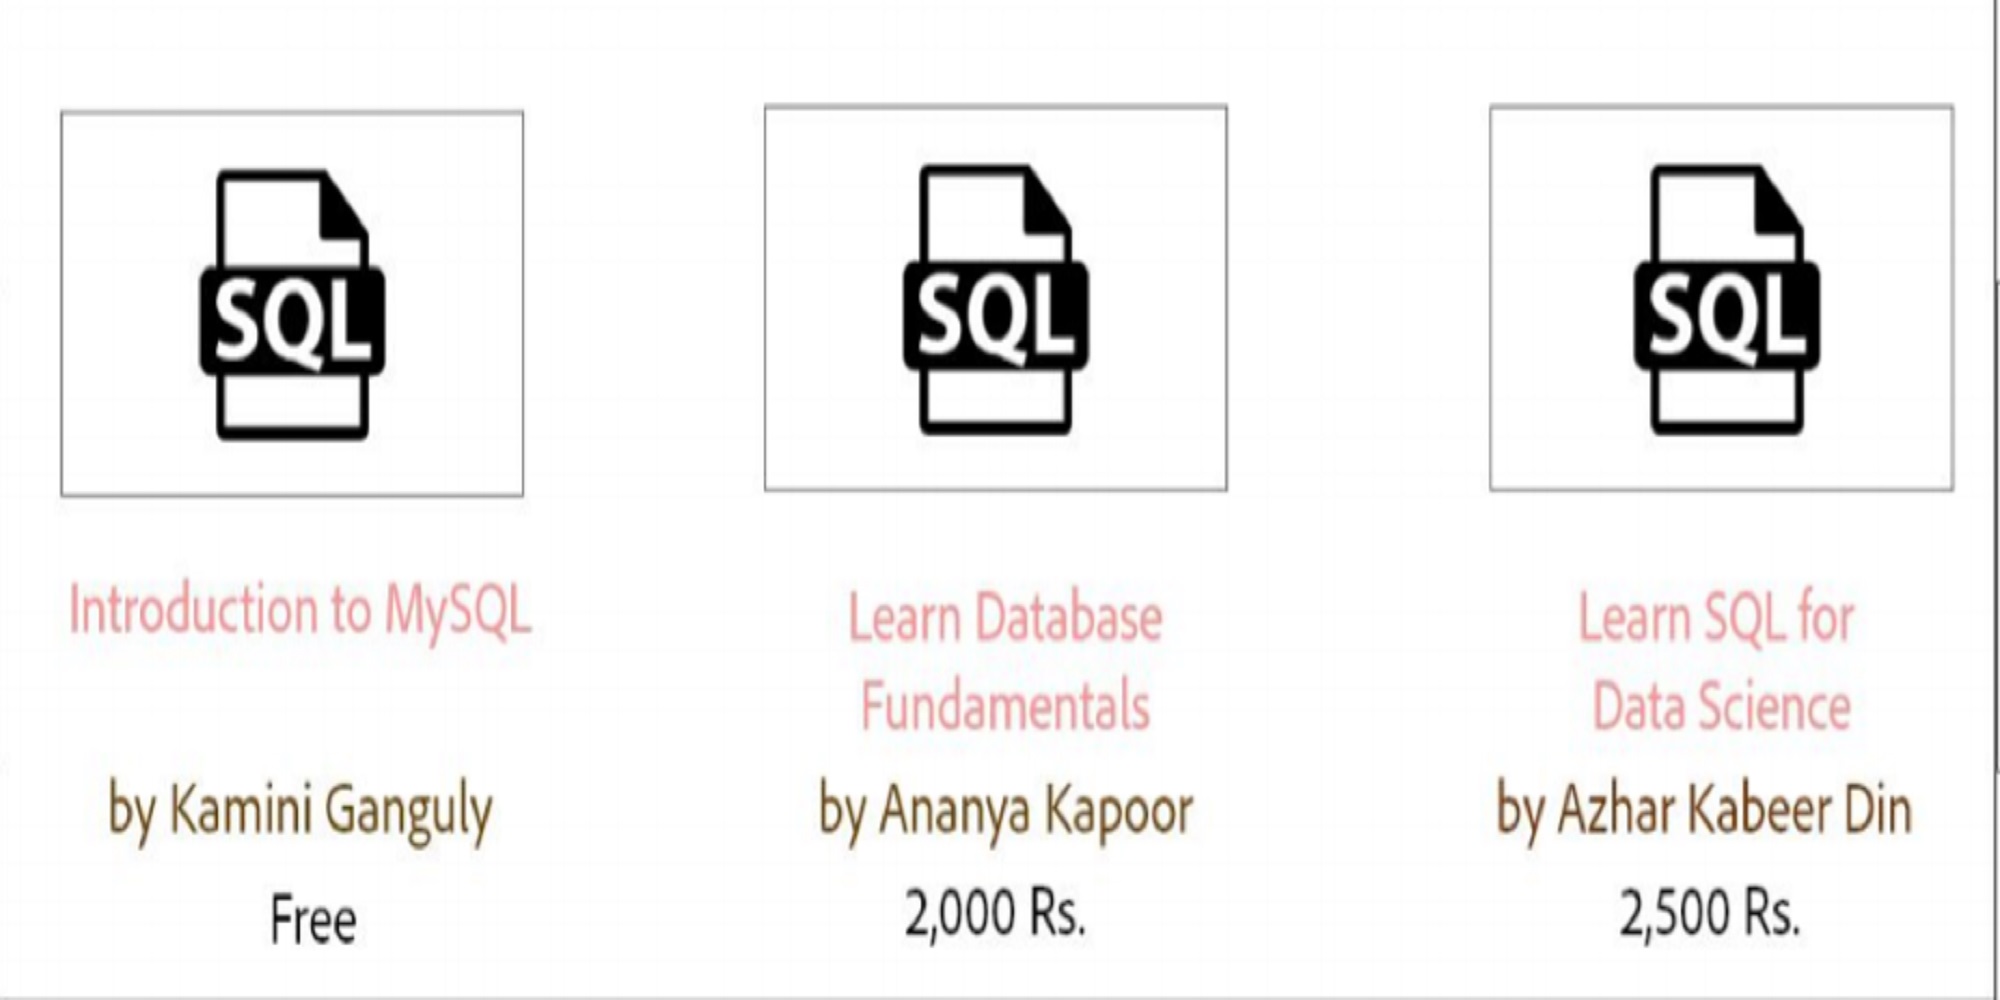 SQL
Introduction to MySQL
by Kamini Ganguly
Free
SQL
Learn Database
Fundamentals
by Ananya Kapoor
2,000 Rs.
SQL
Learn SQL for
Data Science
by Azhar Kabeer Din
2,500 Rs.